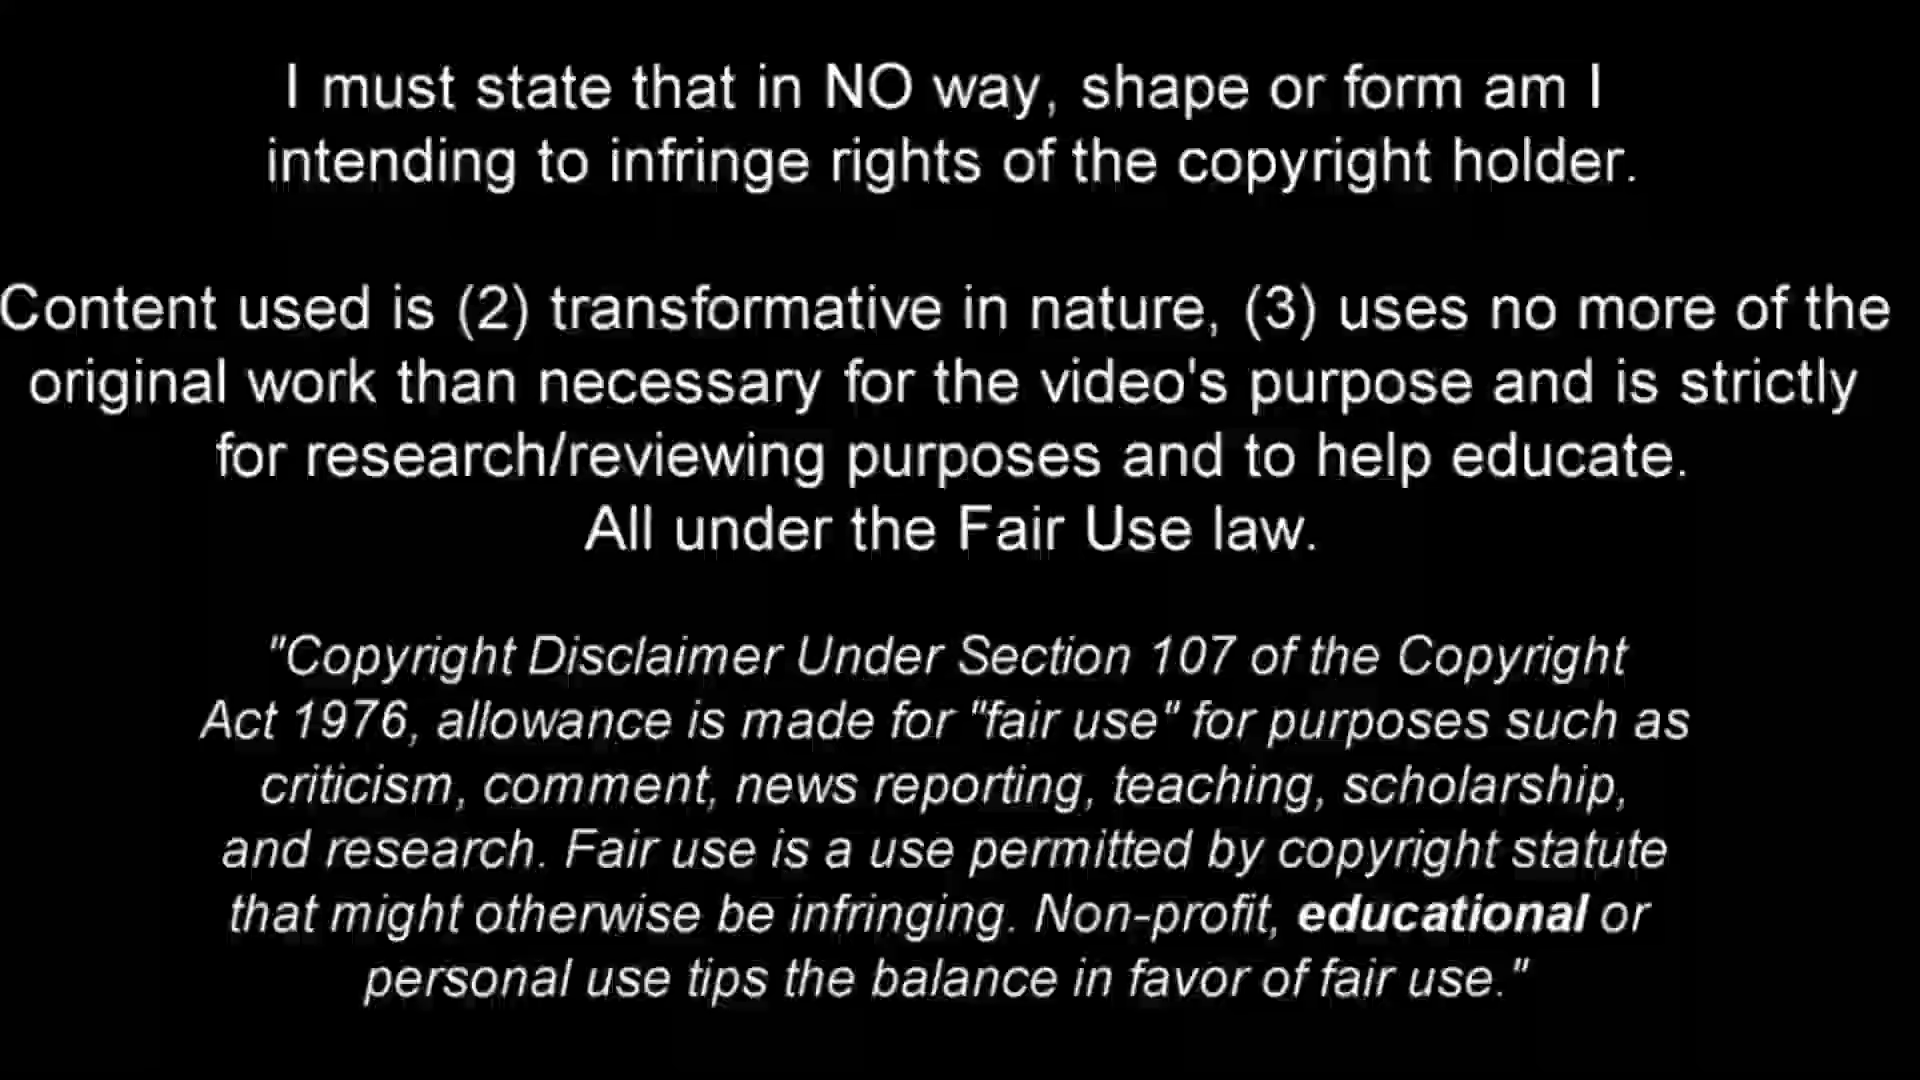 I must state that in NO way, shape or form am I
intending to infringe rights of the copyright holder.
Content used is (2) transformative in nature, (3) uses no more of the
original work than necessary for the video's purpose and is strictly
for research/reviewing purposes and to help educate.
All under the Fair Use law.
"Copyright Disclaimer Under Section 107 of the Copyright
Act 1976, allowance is made for "fair use" for purposes such as
criticism, comment, news reporting, teaching, scholarship,
and research. Fair use is a use permitted by copyright statute
that might otherwise be infringing. Non-profit, educational or
personal use tips the balance in favor of fair use."